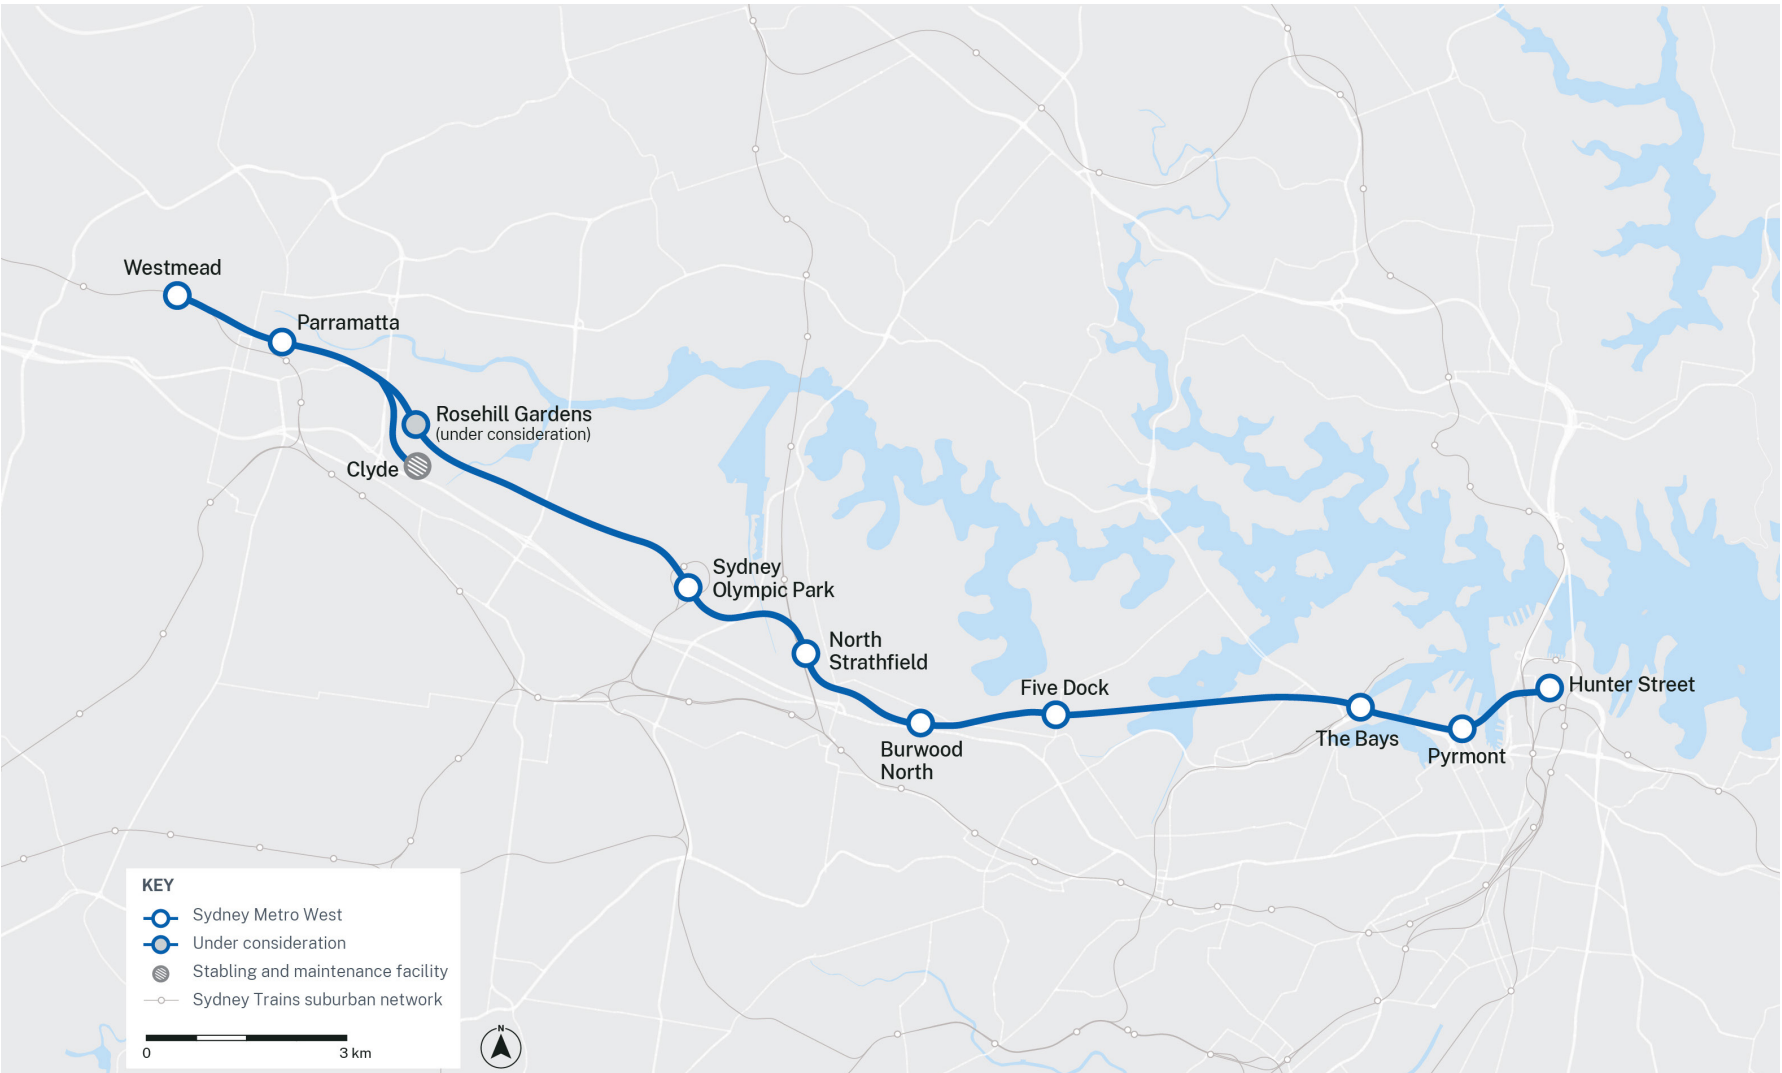 Westmead
Parramatta
Rosehill Gardens
(under consideration)
Clyde
Sydney
Olympic Park
North
Strathfield
Five Dock
Hunter Street
The Bays
Burwood
North
Pyrmont
KEY
Sydney Metro West
Under consideration
Stabling and maintenance facility
Sydney Trains suburban network
0 3 km
N